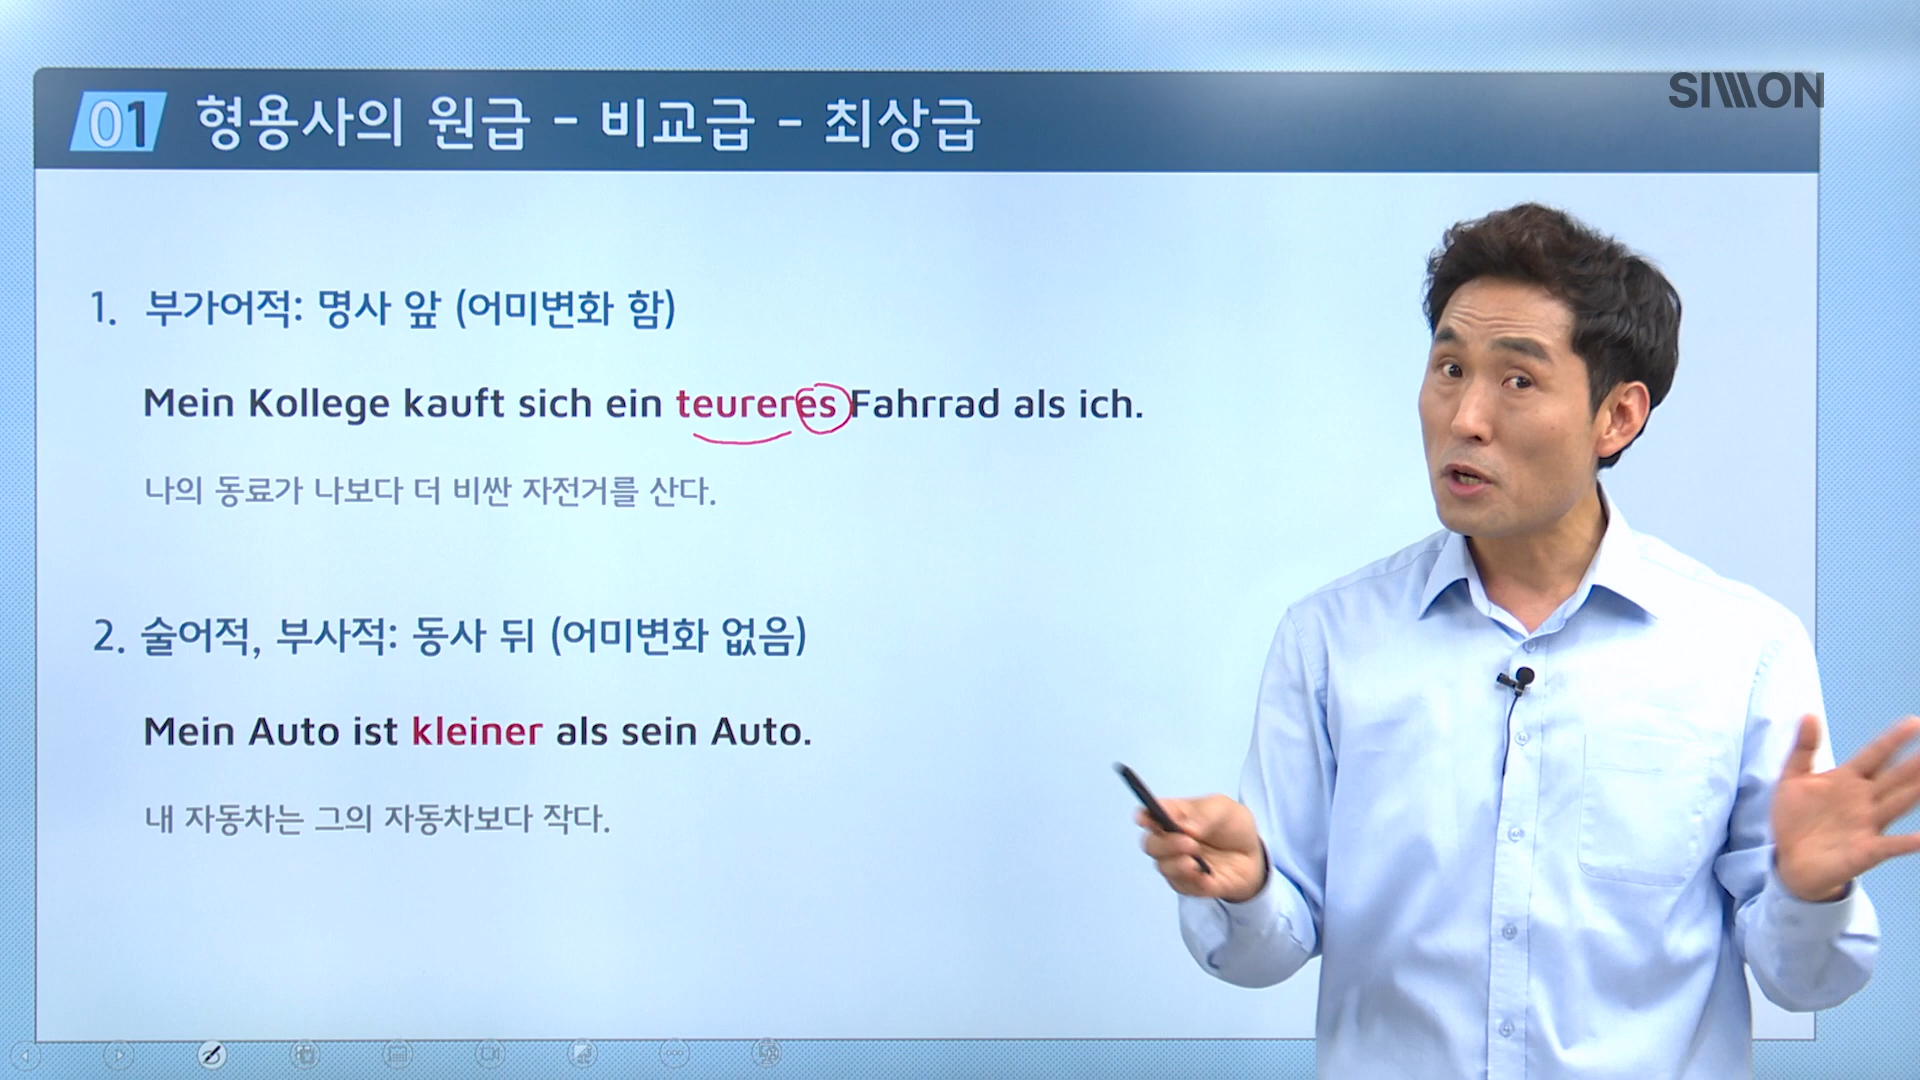 SIMON
01 형용사의 원급 - 비교급 - 최상급
1. 부가어적: 명사 앞 (어미변화 함)
Mein Kollege kauft sich ein teureres Fahrrad als ich.
나의 동료가 나보다 더 비싼 자전거를 산다.
2. 술어적, 부사적: 동사 뒤 (어미변화 없음)
Mein Auto ist kleiner als sein Auto.
내 자동차는 그의 자동차보다 작다.